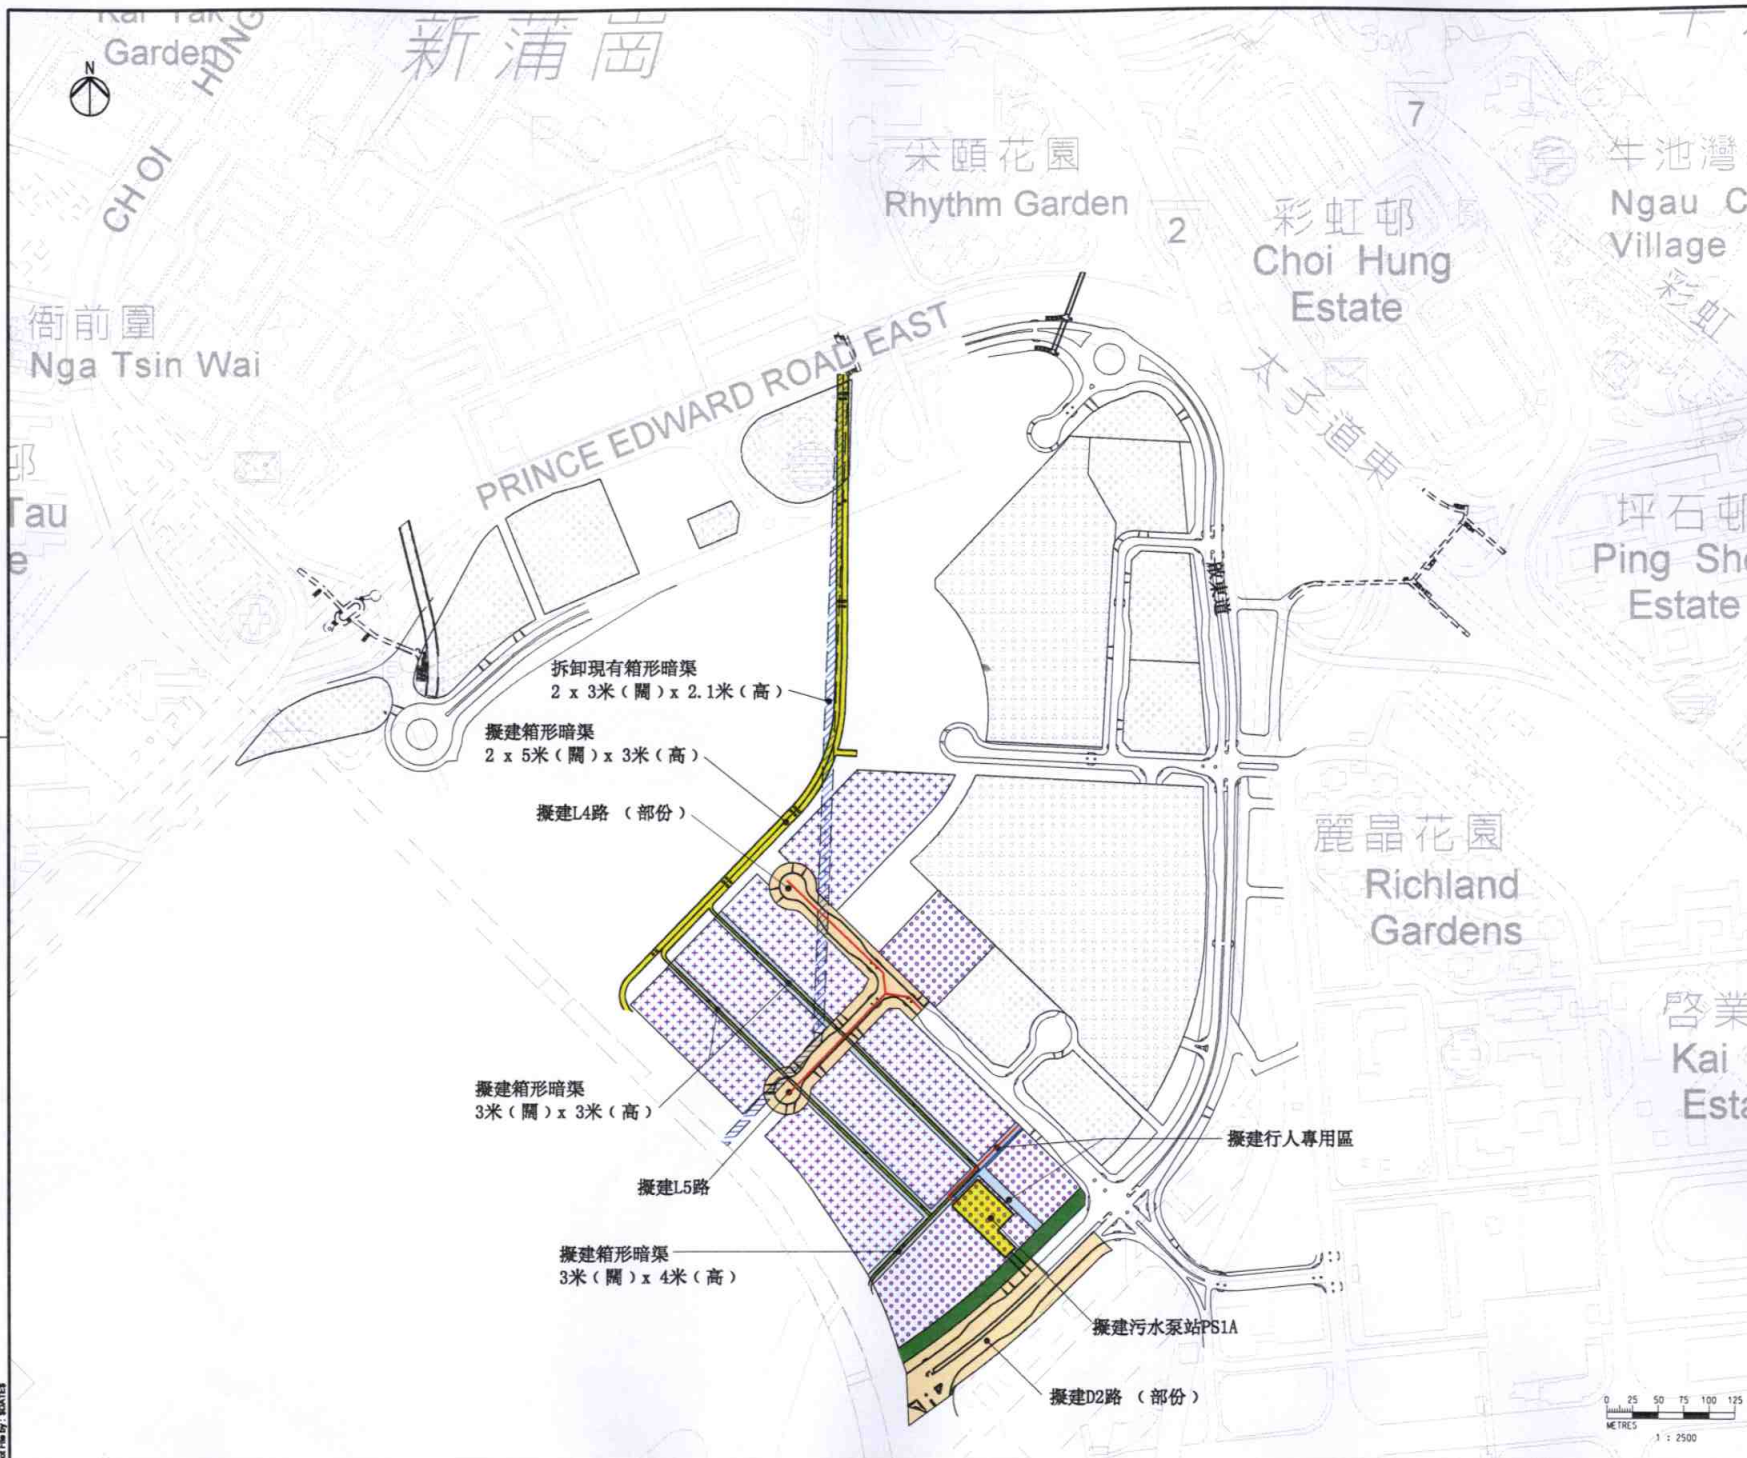 Kai Tak
Garden
新蒲崗
N
CHOI HUNG
7
采頤花園
Rhythm Garden
2
彩虹邨
Choi Hung
Estate
牛池灣
Ngau C
Village
彩虹
衙前圍
Nga Tsin Wai
PRINCE EDWARD ROAD EAST
太子道東
邨
Tau
e
坪石邨
Ping She
Estate
拆卸現有箱形暗渠
2 x 3米(闊)x 2.1米(高)
擬建箱形暗渠
2 x 5米(闊)x 3米(高)
擬建L4路 (部份)
麗晶花園
Richland
Gardens
啓業
Kai
Esta
擬建箱形暗渠
3米(闊)x 3米(高)
擬建行人專用區
擬建L5路
擬建箱形暗渠
3米(闊)x 4米(高)
擬建污水泵站PS1A
擬建D2路 (部份)
0 25 50 75 100 125
METRES
1 : 2500